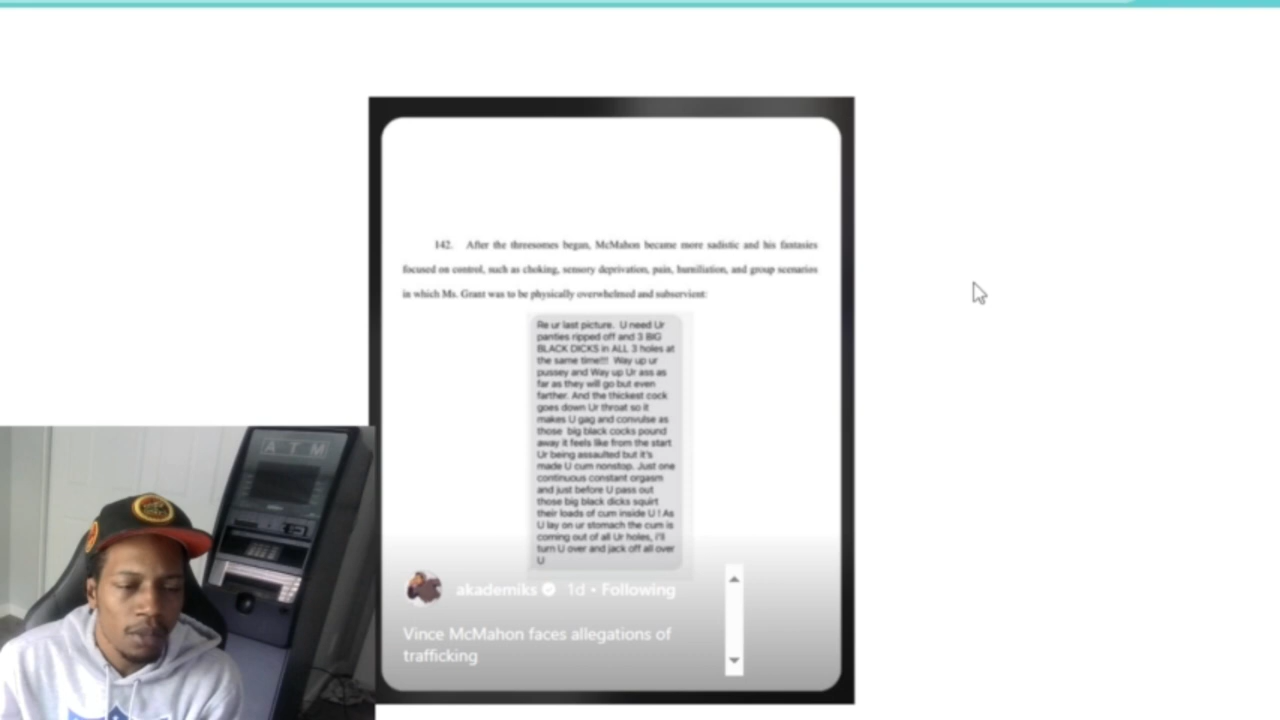 142. After the threesomes began, McMahon became more sadistic and his fantasies
focused on control, such as choking, sensory deprivation, pain, humiliation, and group scenarios
in which Ms. Grant was to be physically overwhelmed and subservient:
Re ur last picture. U need Ur
panties ripped off and 3 BIG
BLACK DICKS in ALL 3 holes at
the same time!!! Way up ur
pussey and Way up Ur ass as
far as they will go but even
farther. And the thickest cock
goes down Ur throat so it
makes U gag and convulse as
those big black cocks pound
away it feels like from the start
Ur being assaulted but it's
made U cum nonstop. Just one
continuous constant orgasm
and just before U pass out
those big black dicks squirt
their loads of cum inside U ! As
U lay on ur stomach the cum is
coming out of all Ur holes, i'll
turn U over and jack off all over
U
akademiks 1d • Following
Vince McMahon faces allegations of
trafficking
ATM